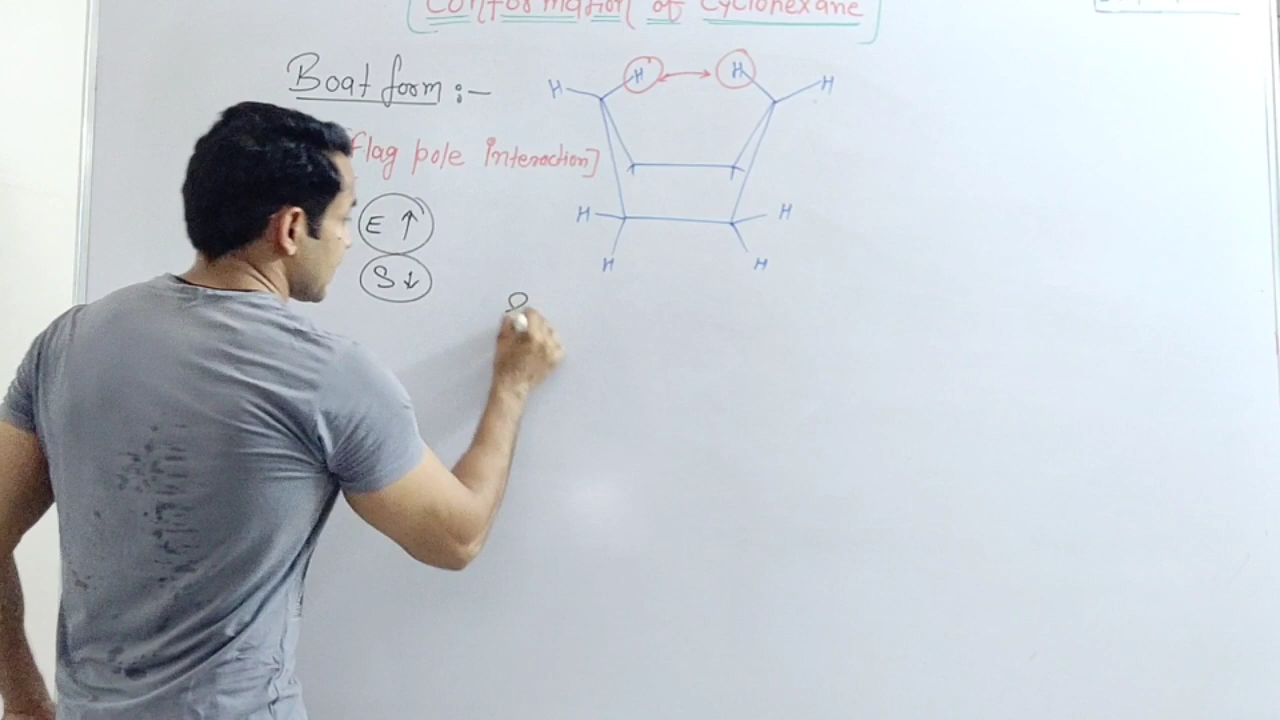 Conformation of Cyclohexane
Boat form :-
H H H H
Flag pole Interaction]
E ↑
H H
S ↓
H H